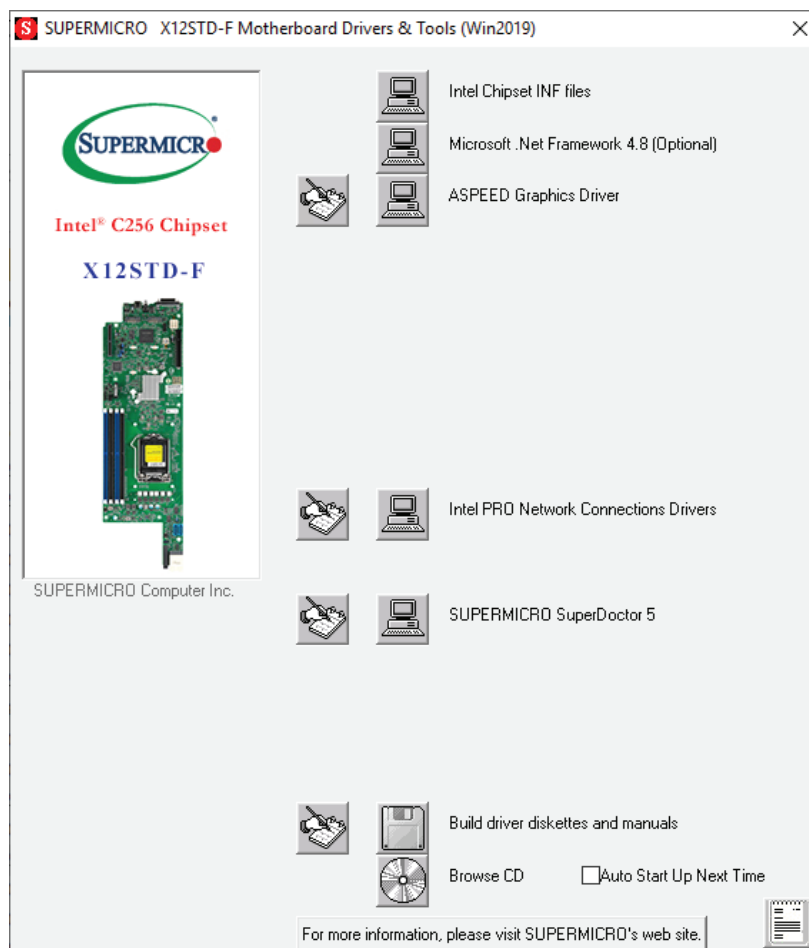 S SUPERMICRO X12STD-F Motherboard Drivers & Tools (Win2019)
SUPERMICRO
Intel® C256 Chipset
X12STD-F
SUPERMICRO Computer Inc.
Intel Chipset INF files
Microsoft .Net Framework 4.8 (Optional)
ASPEED Graphics Driver
Intel PRO Network Connections Drivers
SUPERMICRO SuperDoctor 5
Build driver diskettes and manuals
Browse CD
Auto Start Up Next Time
For more information, please visit SUPERMICRO's web site.